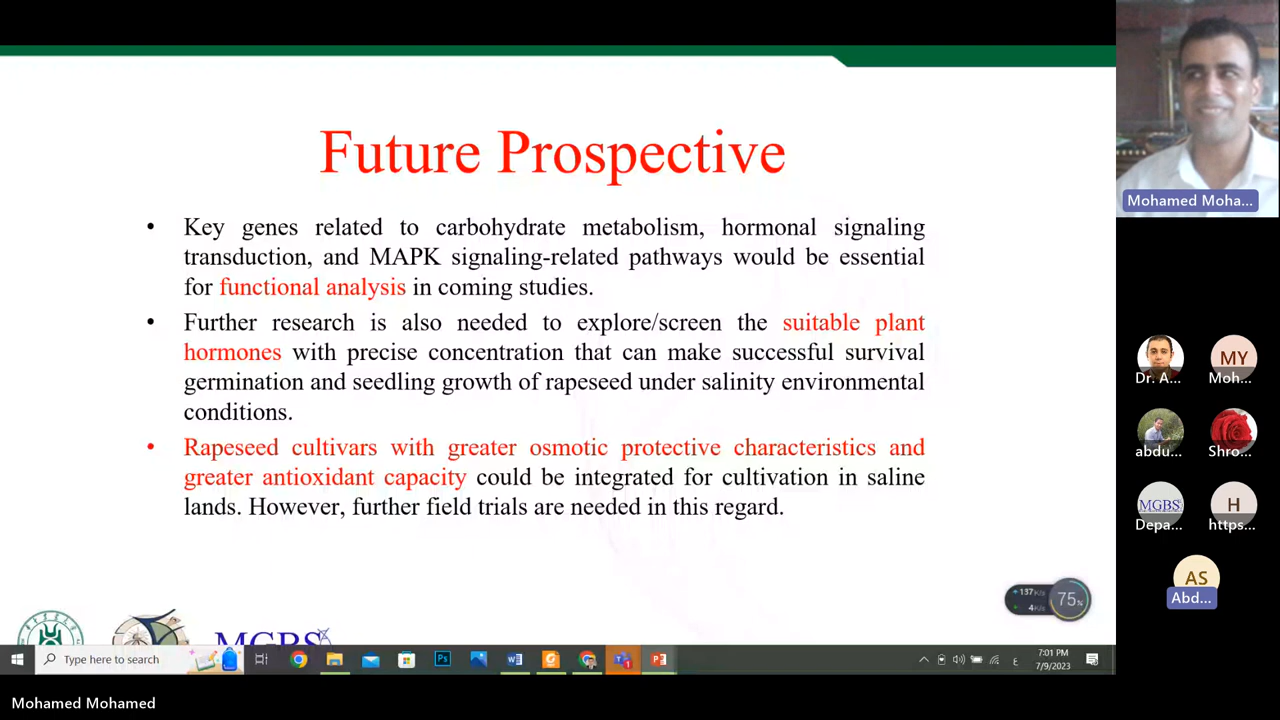 Future Prospective
• Key genes related to carbohydrate metabolism, hormonal signaling
transduction, and MAPK signaling-related pathways would be essential
for functional analysis in coming studies.
• Further research is also needed to explore/screen the suitable plant
hormones with precise concentration that can make successful survival
germination and seedling growth of rapeseed under salinity environmental
conditions.
• Rapeseed cultivars with greater osmotic protective characteristics and
greater antioxidant capacity could be integrated for cultivation in saline
lands. However, further field trials are needed in this regard.
MGBS
137K/s
4K/s
75%
Type here to search
Ps
ع
7:01 PM
7/9/2023
Mohamed Mohamed
Mohamed Moha...
Dr. A...
MY
Moh...
abdu...
Shro...
MGBS
Depa...
H
https...
AS
Abd...